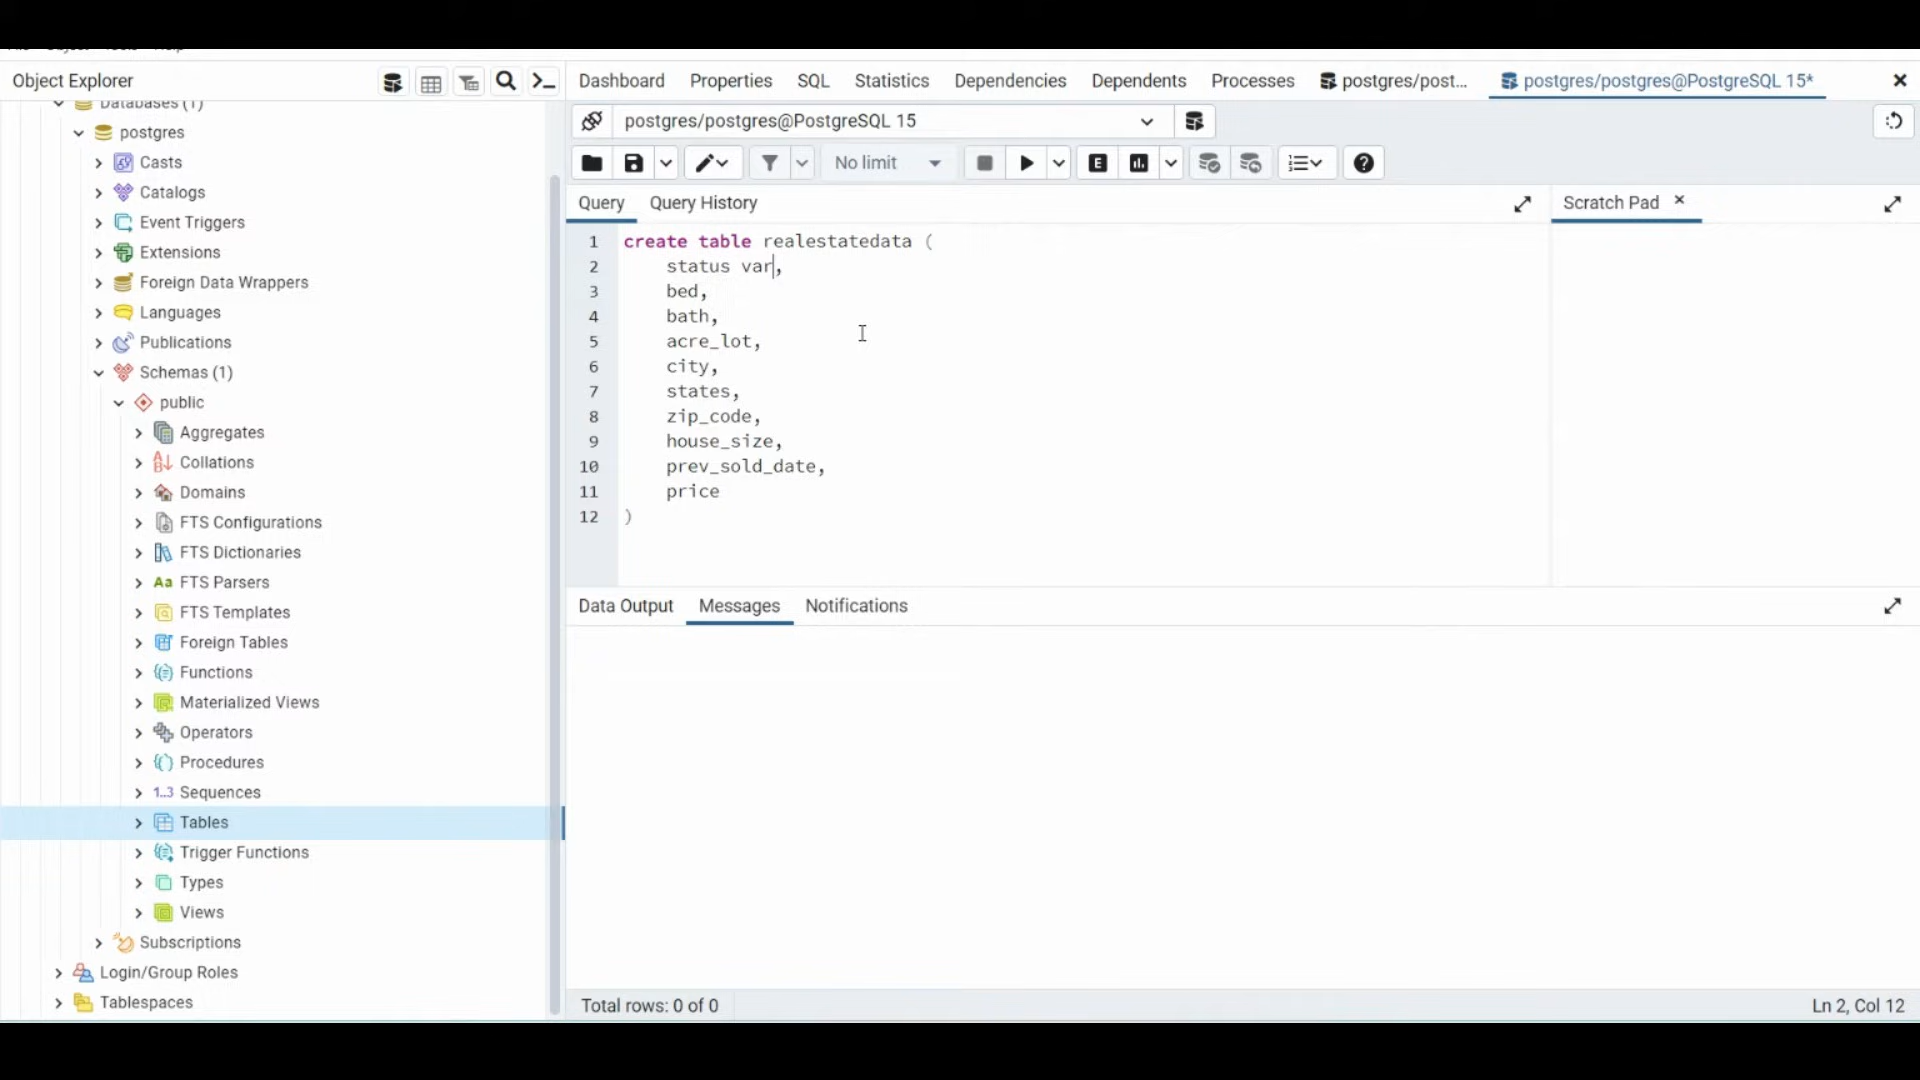 Object Explorer
Dashboard Properties SQL Statistics Dependencies Dependents Processes postgres/post... postgres/postgres@PostgreSQL 15*
Databases (1)
postgres
Casts
Catalogs
Event Triggers
Extensions
Foreign Data Wrappers
Languages
Publications
Schemas (1)
public
Aggregates
Collations
Domains
FTS Configurations
FTS Dictionaries
Aa FTS Parsers
FTS Templates
Foreign Tables
Functions
Materialized Views
Operators
Procedures
1..3 Sequences
Tables
Trigger Functions
Types
Views
Subscriptions
Login/Group Roles
Tablespaces
postgres/postgres@PostgreSQL 15
No limit E
Query Query History
Scratch Pad
1 create table realestatedata (
2 status var,
3 bed,
4 bath,
5 acre_lot,
6 city,
7 states,
8 zip_code,
9 house_size,
10 prev_sold_date,
11 price
12 )
Data Output Messages Notifications
Total rows: 0 of 0
Ln 2, Col 12